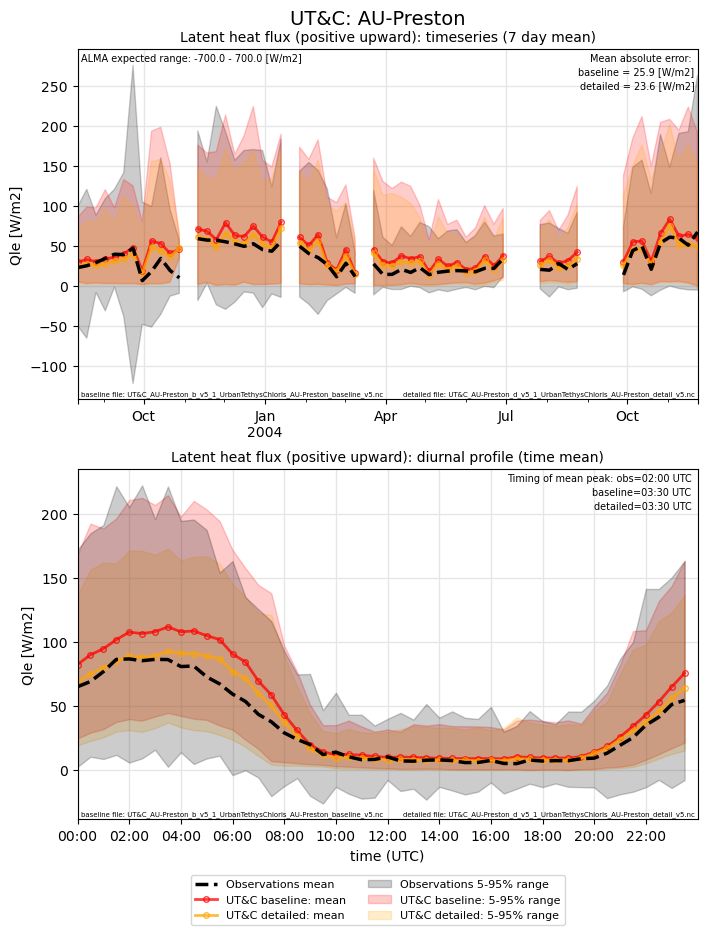 UT&C: AU-Preston
Latent heat flux (positive upward): timeseries (7 day mean)
ALMA expected range: -700.0 - 700.0 [W/m2]
Mean absolute error:
baseline = 25.9 [W/m2]
detailed = 23.6 [W/m2]
250
200
150
100
50
0
−50
−100
Qle [W/m2]
baseline file: UT&C_AU-Preston_b_v5_1_UrbanTethysChloris_AU-Preston_baseline_v5.nc
detailed file: UT&C_AU-Preston_d_v5_1_UrbanTethysChloris_AU-Preston_detail_v5.nc
Oct Jan Apr Jul Oct
2004
Latent heat flux (positive upward): diurnal profile (time mean)
Timing of mean peak: obs=02:00 UTC
baseline=03:30 UTC
detailed=03:30 UTC
200
150
100
50
0
Qle [W/m2]
baseline file: UT&C_AU-Preston_b_v5_1_UrbanTethysChloris_AU-Preston_baseline_v5.nc
detailed file: UT&C_AU-Preston_d_v5_1_UrbanTethysChloris_AU-Preston_detail_v5.nc
00:00 02:00 04:00 06:00 08:00 10:00 12:00 14:00 16:00 18:00 20:00 22:00
time (UTC)
Observations mean
UT&C baseline: mean
UT&C detailed: mean
Observations 5-95% range
UT&C baseline: 5-95% range
UT&C detailed: 5-95% range